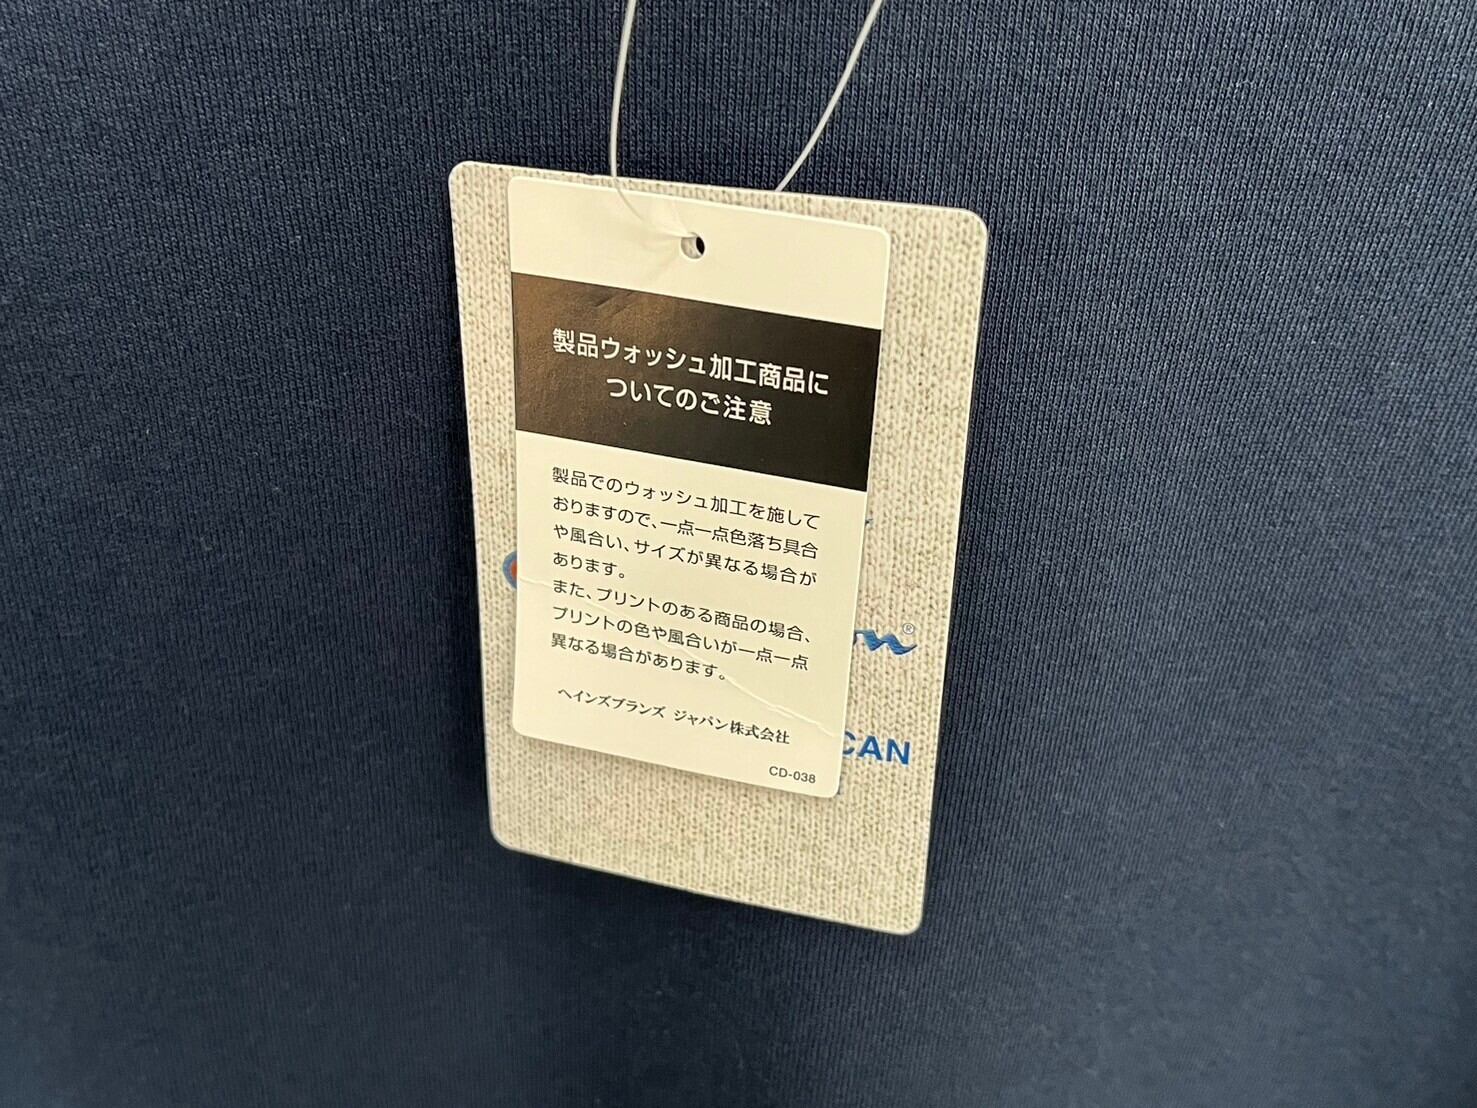 製品ウォッシュ加工商品に
ついてのご注意
製品でのウォッシュ加工を施して
おりますので、一点一点色落ち具合
や風合い、サイズが異なる場合が
あります。
また、プリントのある商品の場合、
プリントの色や風合いが一点一点
異なる場合があります。
ヘインズブランズ ジャパン株式会社
CD-038
®
CAN